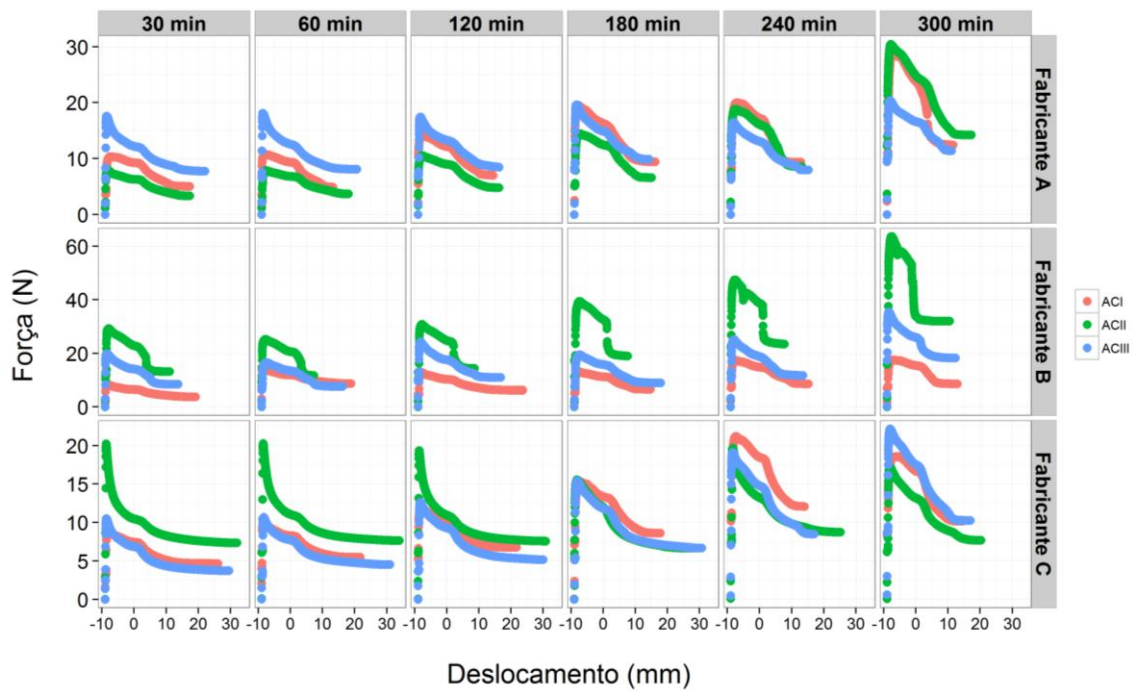 30 min 60 min 120 min 180 min 240 min 300 min
30
20
10
0
Fabricante A
60
40
20
0
Fabricante B
20
15
10
5
0
Fabricante C
Força (N)
ACI
ACII
ACIII
-10 0 10 20 30 -10 0 10 20 30 -10 0 10 20 30 -10 0 10 20 30 -10 0 10 20 30 -10 0 10 20 30
Deslocamento (mm)